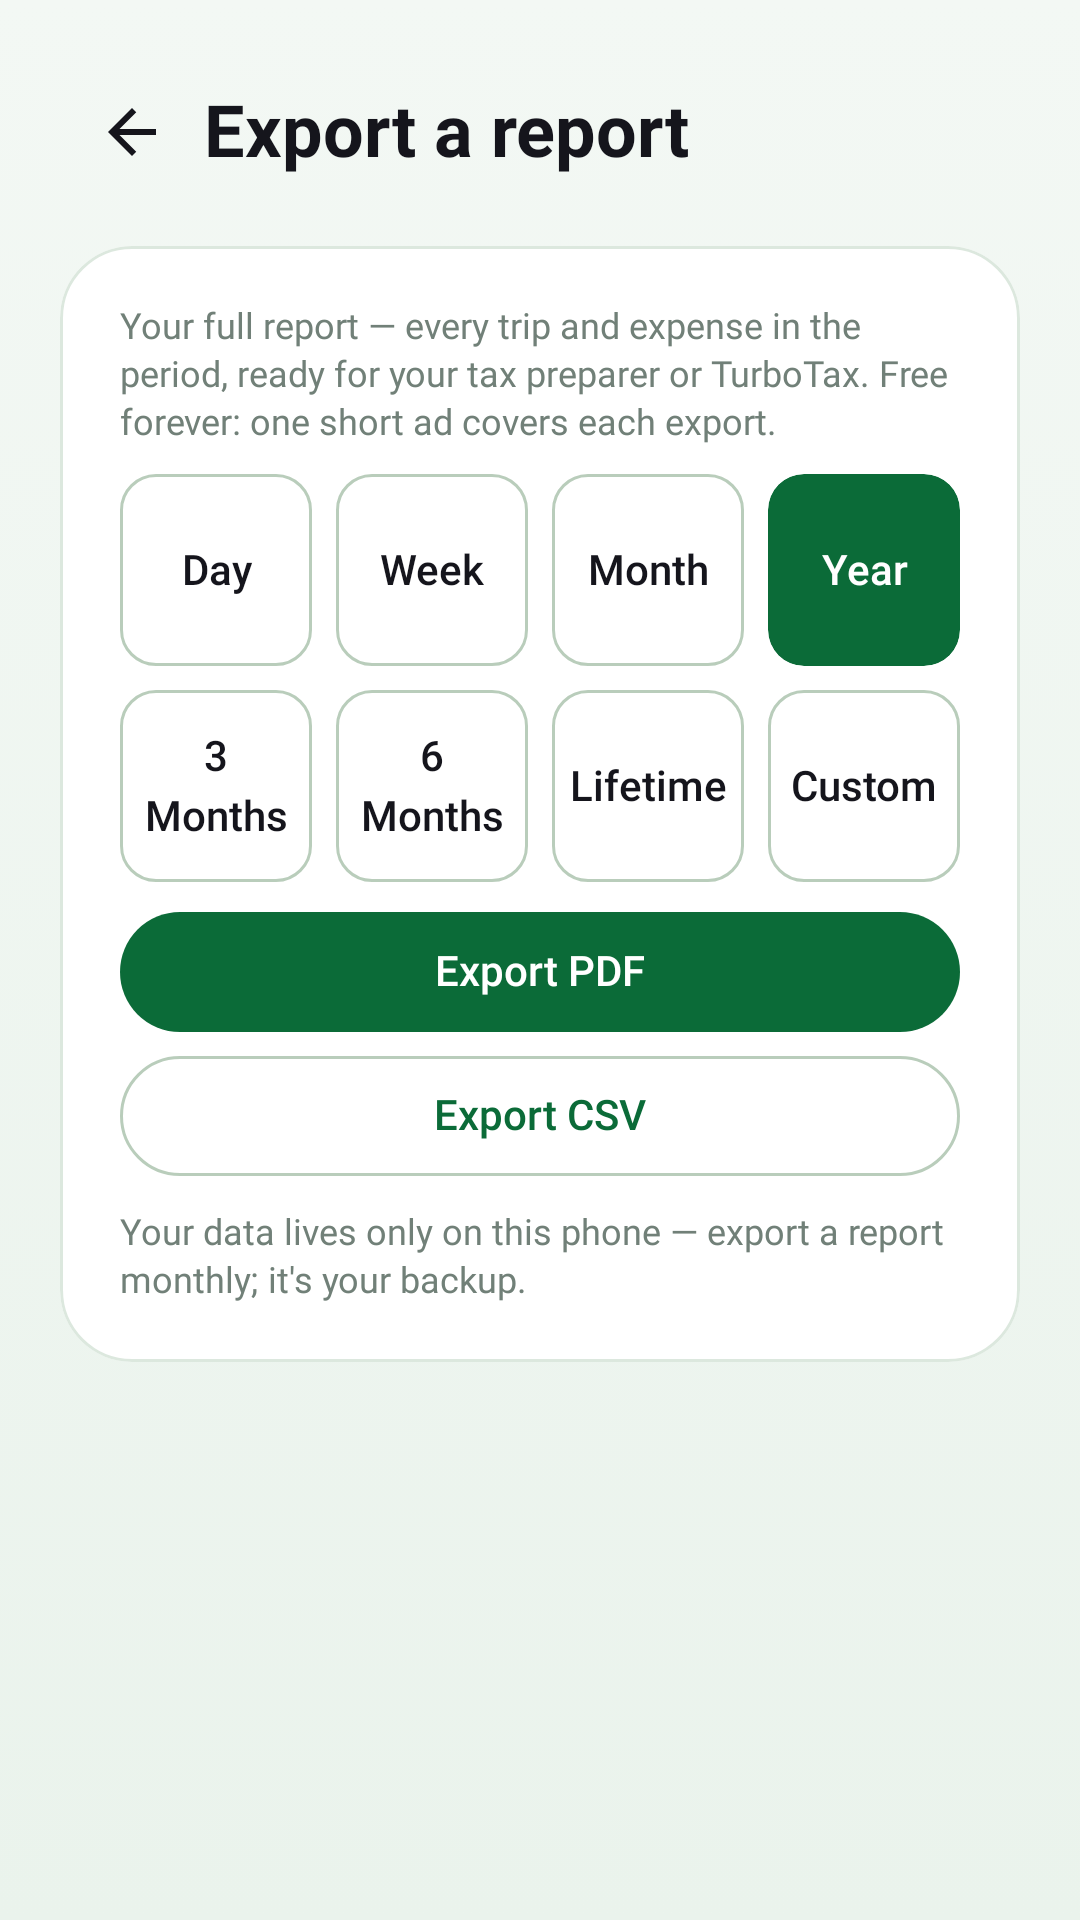 Export a report
Your full report — every trip and expense in the
period, ready for your tax preparer or TurboTax. Free
forever: one short ad covers each export.
Day
Week
Month
Year
3
Months
6
Months
Lifetime
Custom
Export PDF
Export CSV
Your data lives only on this phone — export a report
monthly; it's your backup.